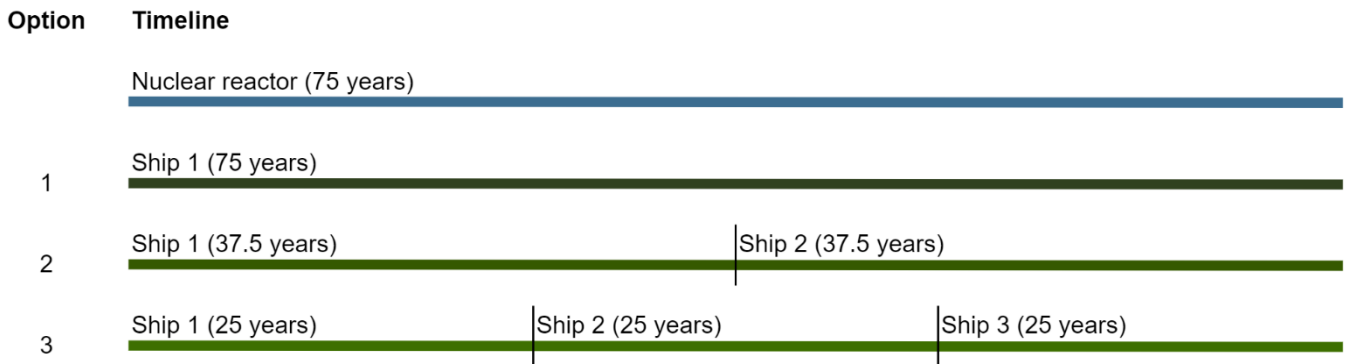 Option Timeline
Nuclear reactor (75 years)
Ship 1 (75 years)
1
Ship 1 (37.5 years) Ship 2 (37.5 years)
2
Ship 1 (25 years) Ship 2 (25 years) Ship 3 (25 years)
3